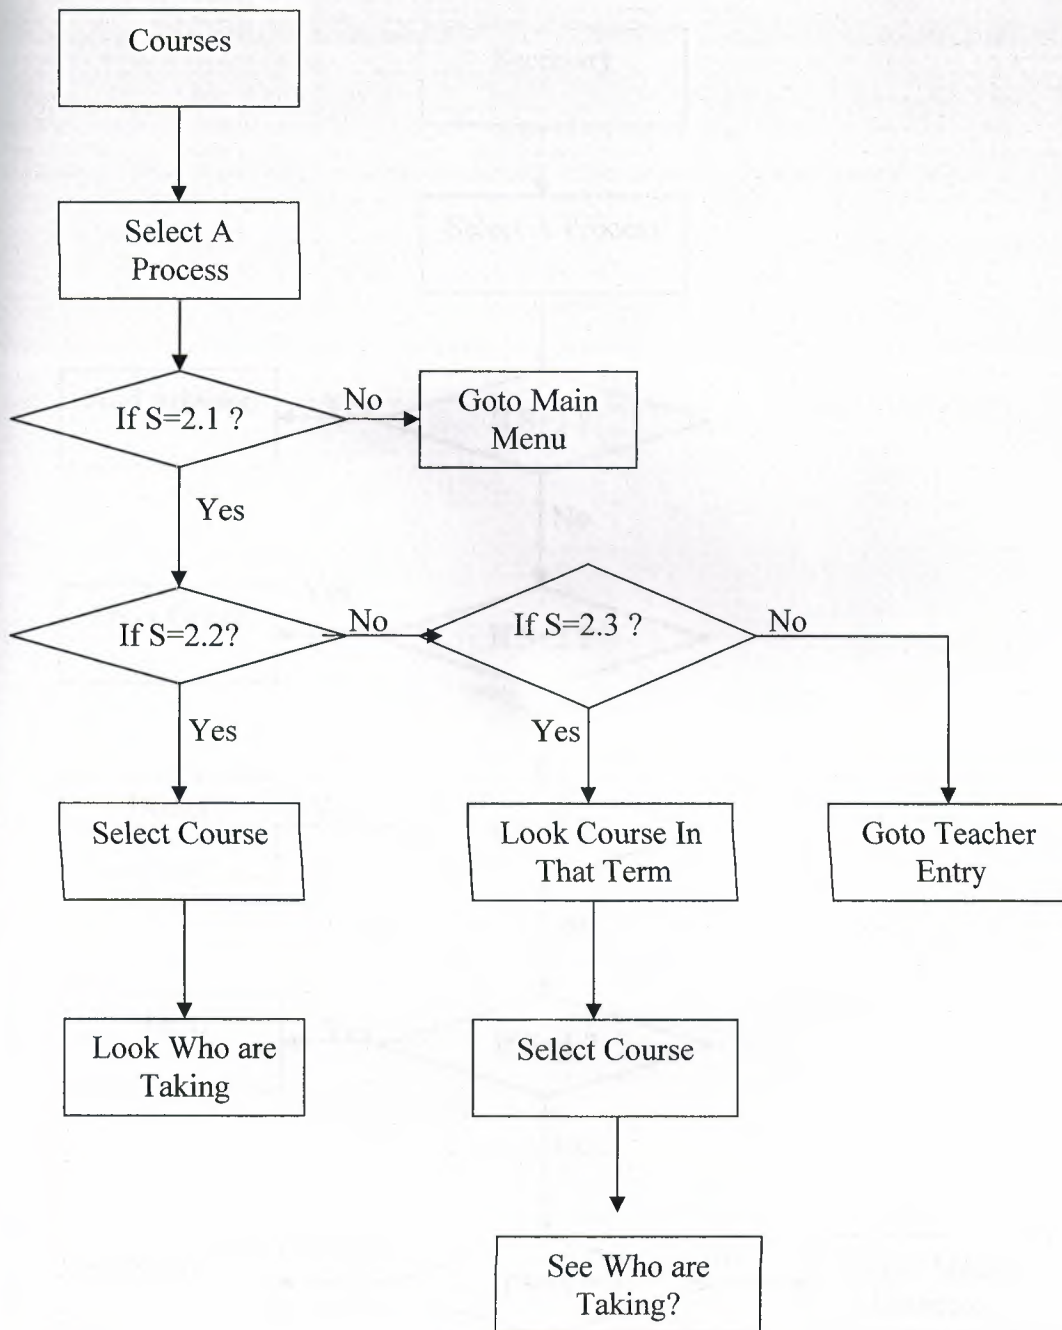 Courses
Select A
Process
If S=2.1 ?
No
Goto Main
Menu
Yes
If S=2.2?
No
If S=2.3 ?
No
Yes
Yes
Select Course
Look Course In
That Term
Goto Teacher
Entry
Look Who are
Taking
Select Course
See Who are
Taking?